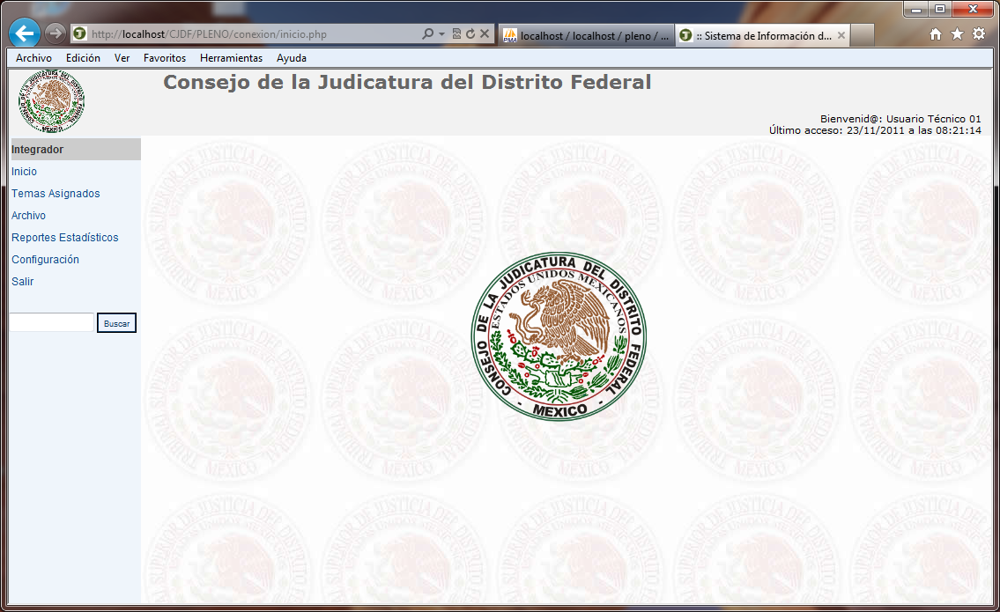 http://localhost/CJDF/PLENO/conexion/inicio.php
localhost / localhost / pleno / ...
:: Sistema de Información d...
Archivo Edición Ver Favoritos Herramientas Ayuda
Consejo de la Judicatura del Distrito Federal
Bienvenid@: Usuario Técnico 01
Último acceso: 23/11/2011 a las 08:21:14
Integrador
Inicio
Temas Asignados
Archivo
Reportes Estadísticos
Configuración
Salir
Buscar
CONSEJO DE LA JUDICATURA DEL DISTRITO FEDERAL
ESTADOS UNIDOS MEXICANOS
- MEXICO -